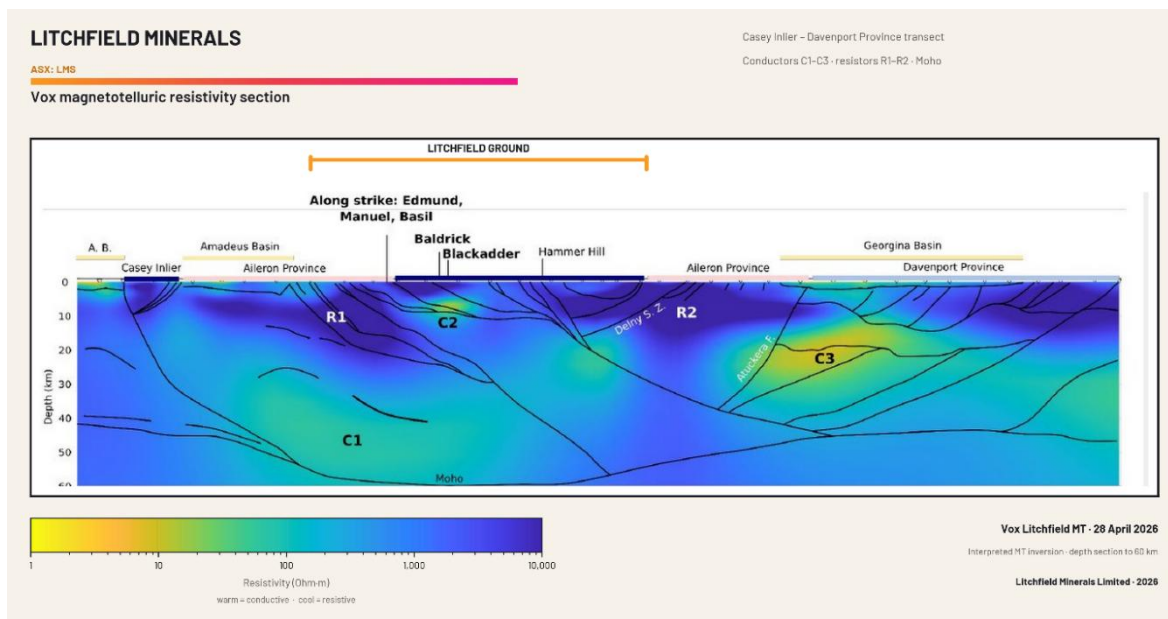 LITCHFIELD MINERALS
ASX: LMS
Vox magnetotelluric resistivity section
Casey Inlier – Davenport Province transect
Conductors C1–C3 · resistors R1–R2 · Moho
LITCHFIELD GROUND
Along strike: Edmund,
Manuel, Basil
Baldrick
Blackadder
Hammer Hill
A. B.
Amadeus Basin
Georgina Basin
Casey Inlier
Aileron Province
Aileron Province
Davenport Province
Depth (km)
0
10
20
30
40
50
60
R1
C2
Delny S. Z.
R2
Atuckera F.
C3
C1
Moho
1
10
100
1,000
10,000
Resistivity (Ohm·m)
warm = conductive · cool = resistive
Vox Litchfield MT · 28 April 2026
Interpreted MT inversion · depth section to 60 km
Litchfield Minerals Limited · 2026